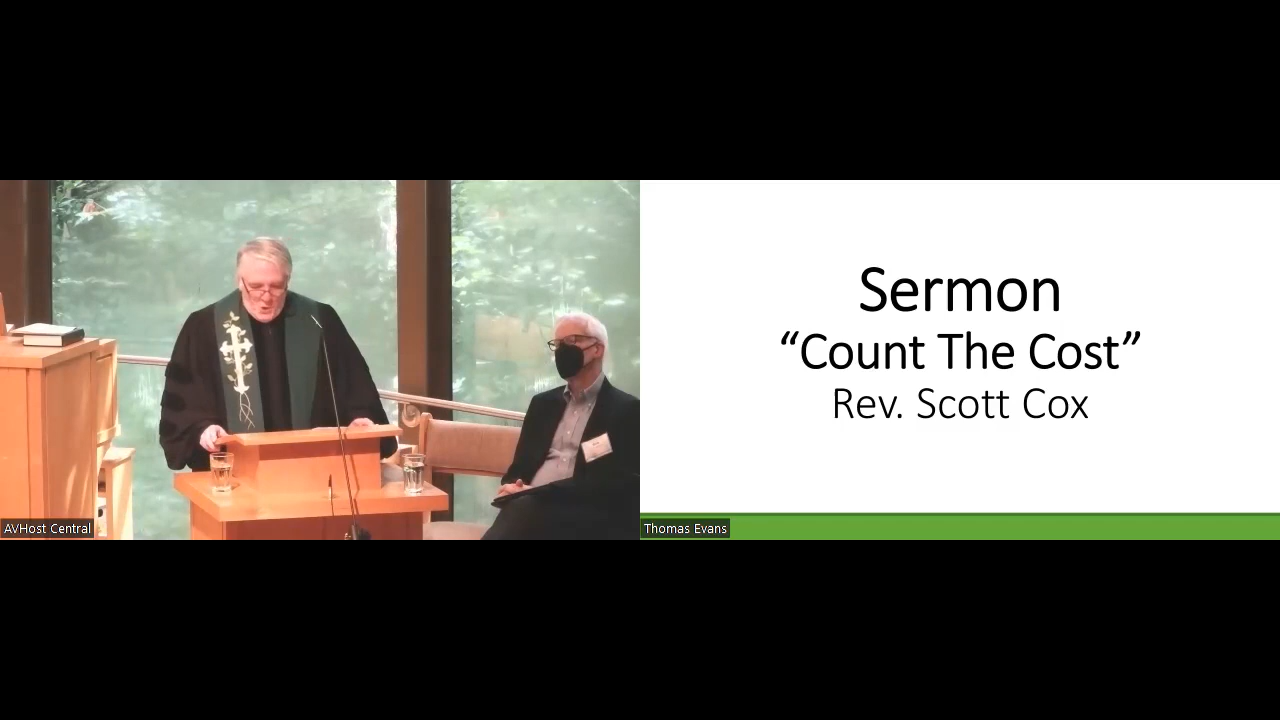 Sermon
“Count The Cost”
Rev. Scott Cox
AVHost Central
Thomas Evans